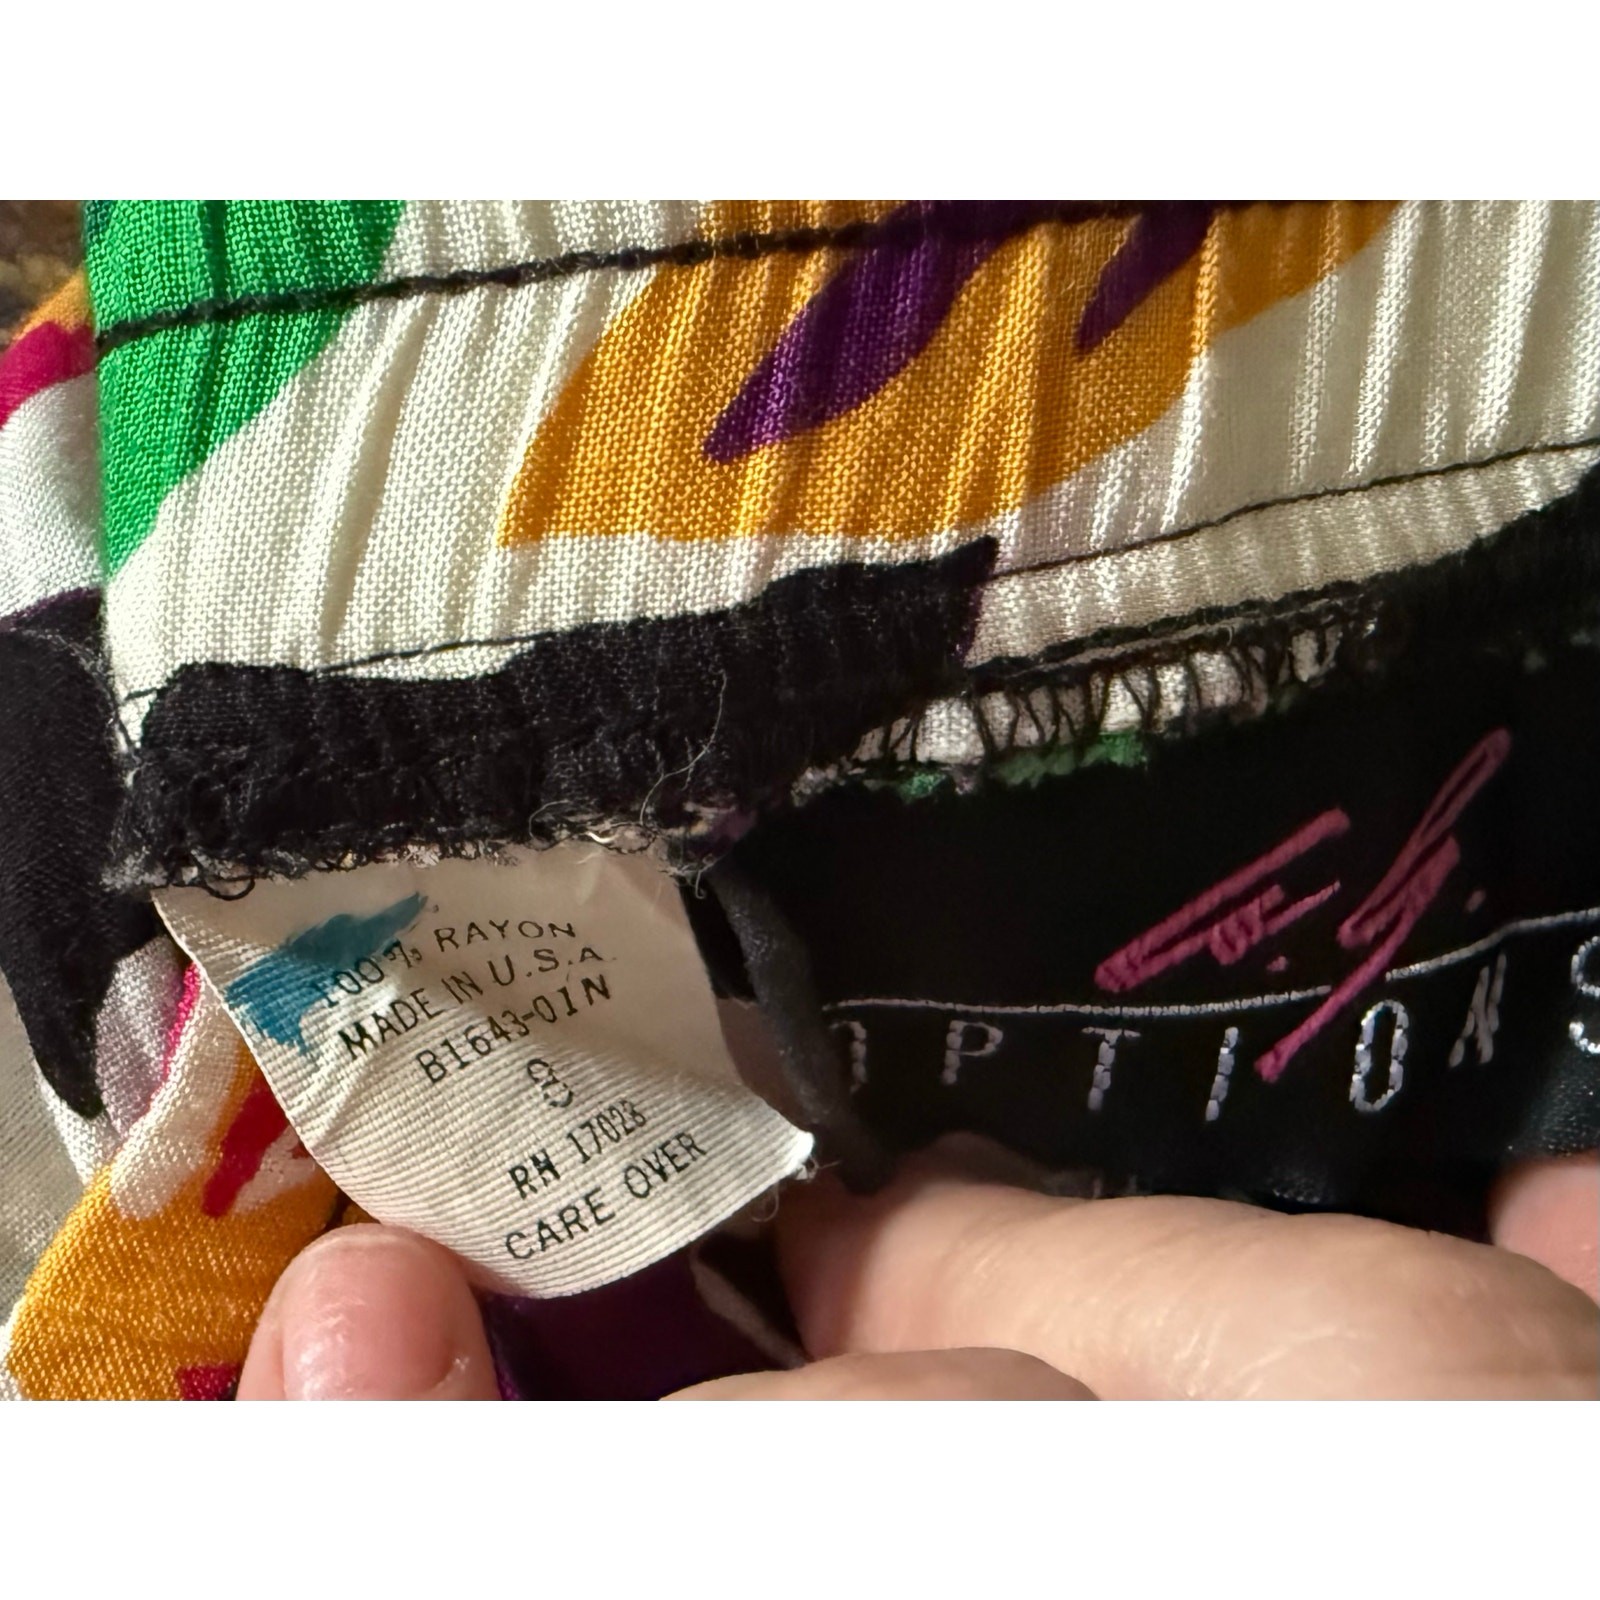 100% RAYON
MADE IN U.S.A.
B1643-01N
8
RN 17028
CARE OVER
OPTIONS